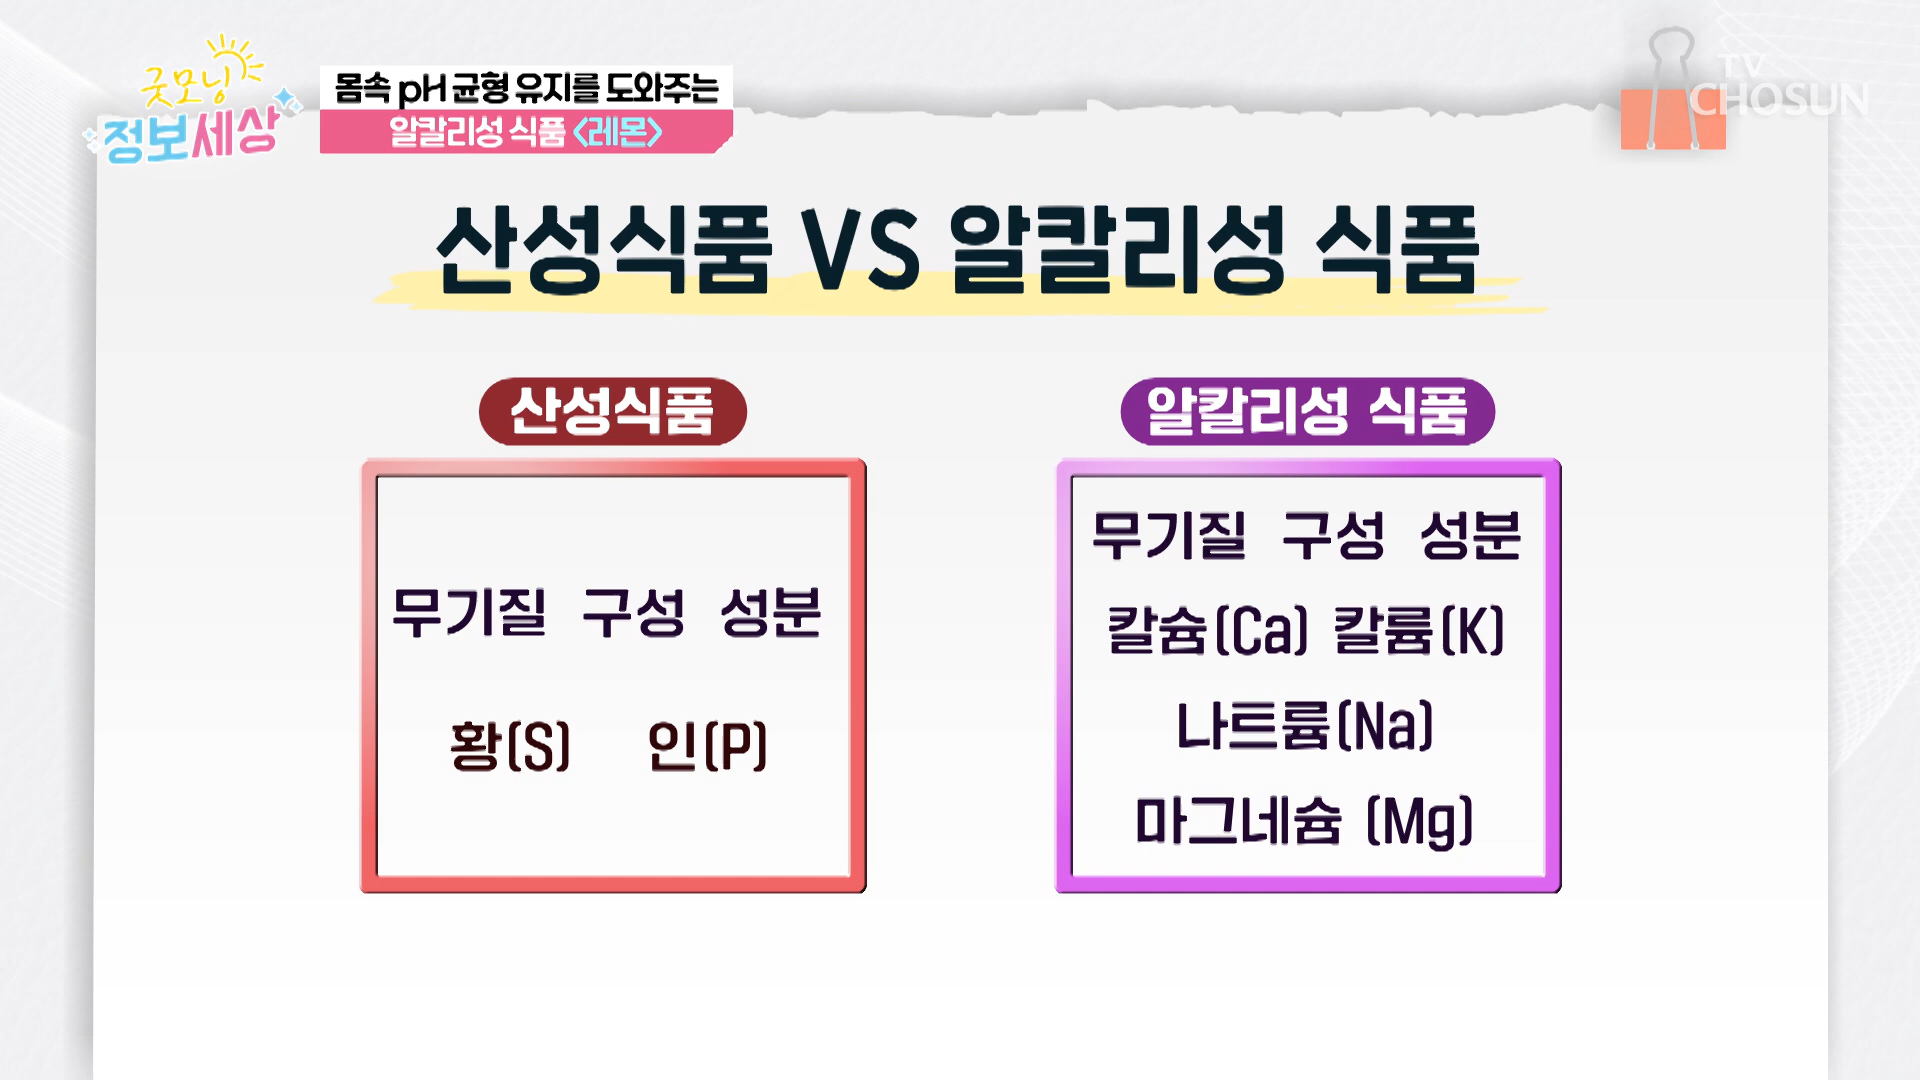 굿모닝
정보세상
몸속 pH 균형 유지를 도와주는
알칼리성 식품 <레몬>
TV
CHOSUN
산성식품 VS 알칼리성 식품
산성식품
무기질 구성 성분
황(S) 인(P)
알칼리성 식품
무기질 구성 성분
칼슘(Ca) 칼륨(K)
나트륨(Na)
마그네슘 (Mg)